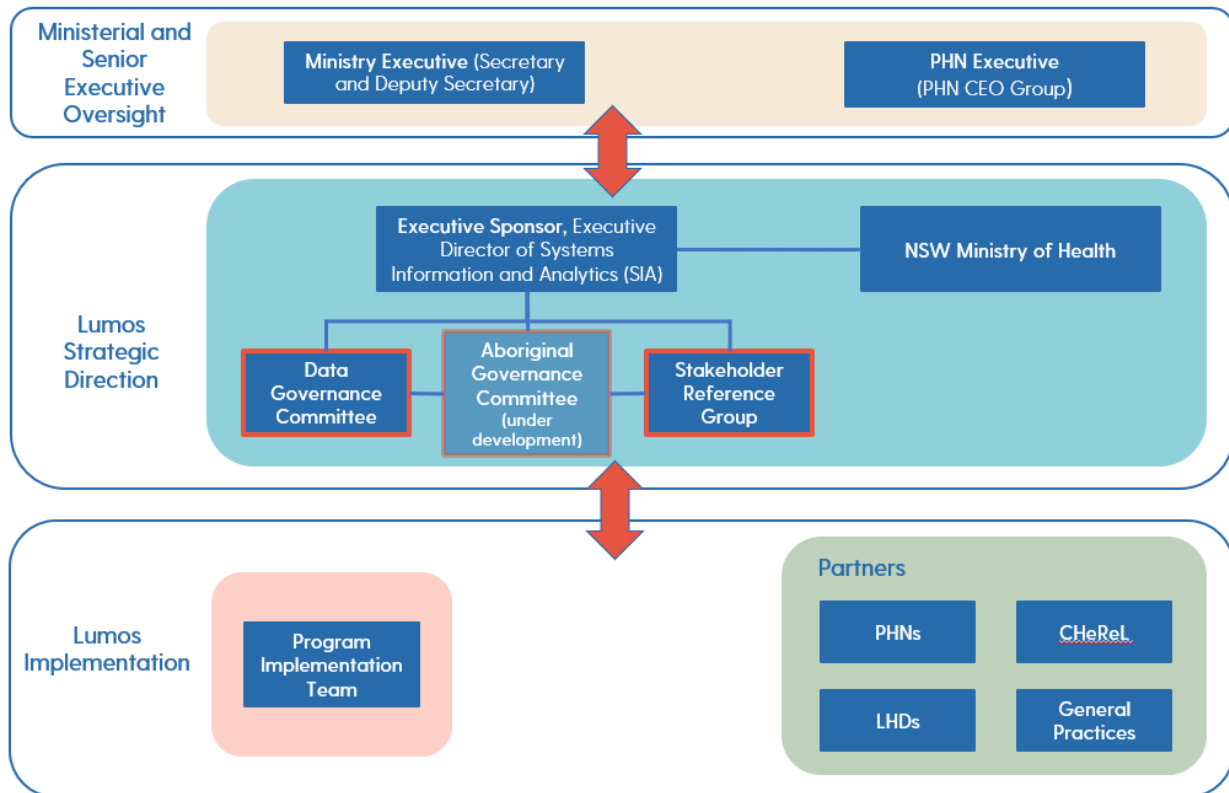 Ministerial and
Senior
Executive
Oversight
Ministry Executive (Secretary
and Deputy Secretary)
PHN Executive
(PHN CEO Group)
Lumos
Strategic
Direction
Executive Sponsor, Executive
Director of Systems
Information and Analytics (SIA)
NSW Ministry of Health
Data
Governance
Committee
Aboriginal
Governance
Committee
(under
development)
Stakeholder
Reference
Group
Lumos
Implementation
Program
Implementation
Team
Partners
PHNs
CHeReL
LHDs
General
Practices